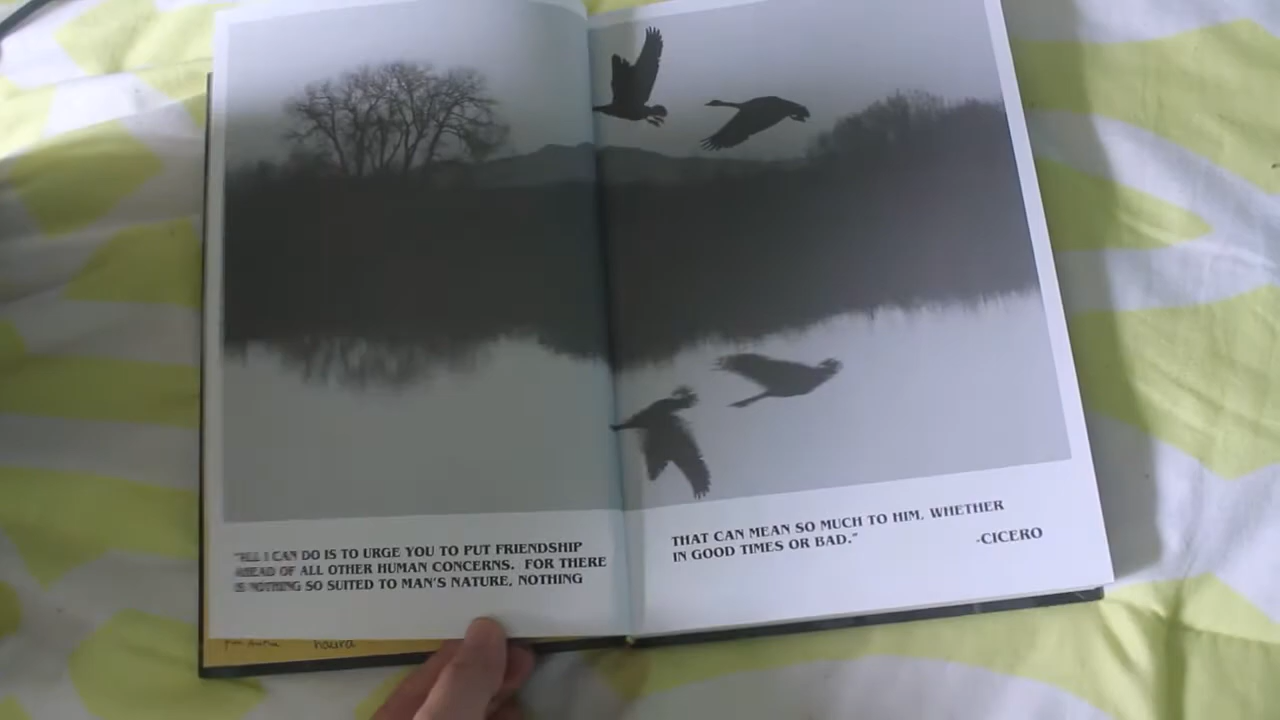 "ALL I CAN DO IS TO URGE YOU TO PUT FRIENDSHIP
AHEAD OF ALL OTHER HUMAN CONCERNS. FOR THERE
IS NOTHING SO SUITED TO MAN'S NATURE, NOTHING
THAT CAN MEAN SO MUCH TO HIM, WHETHER
IN GOOD TIMES OR BAD."
-CICERO